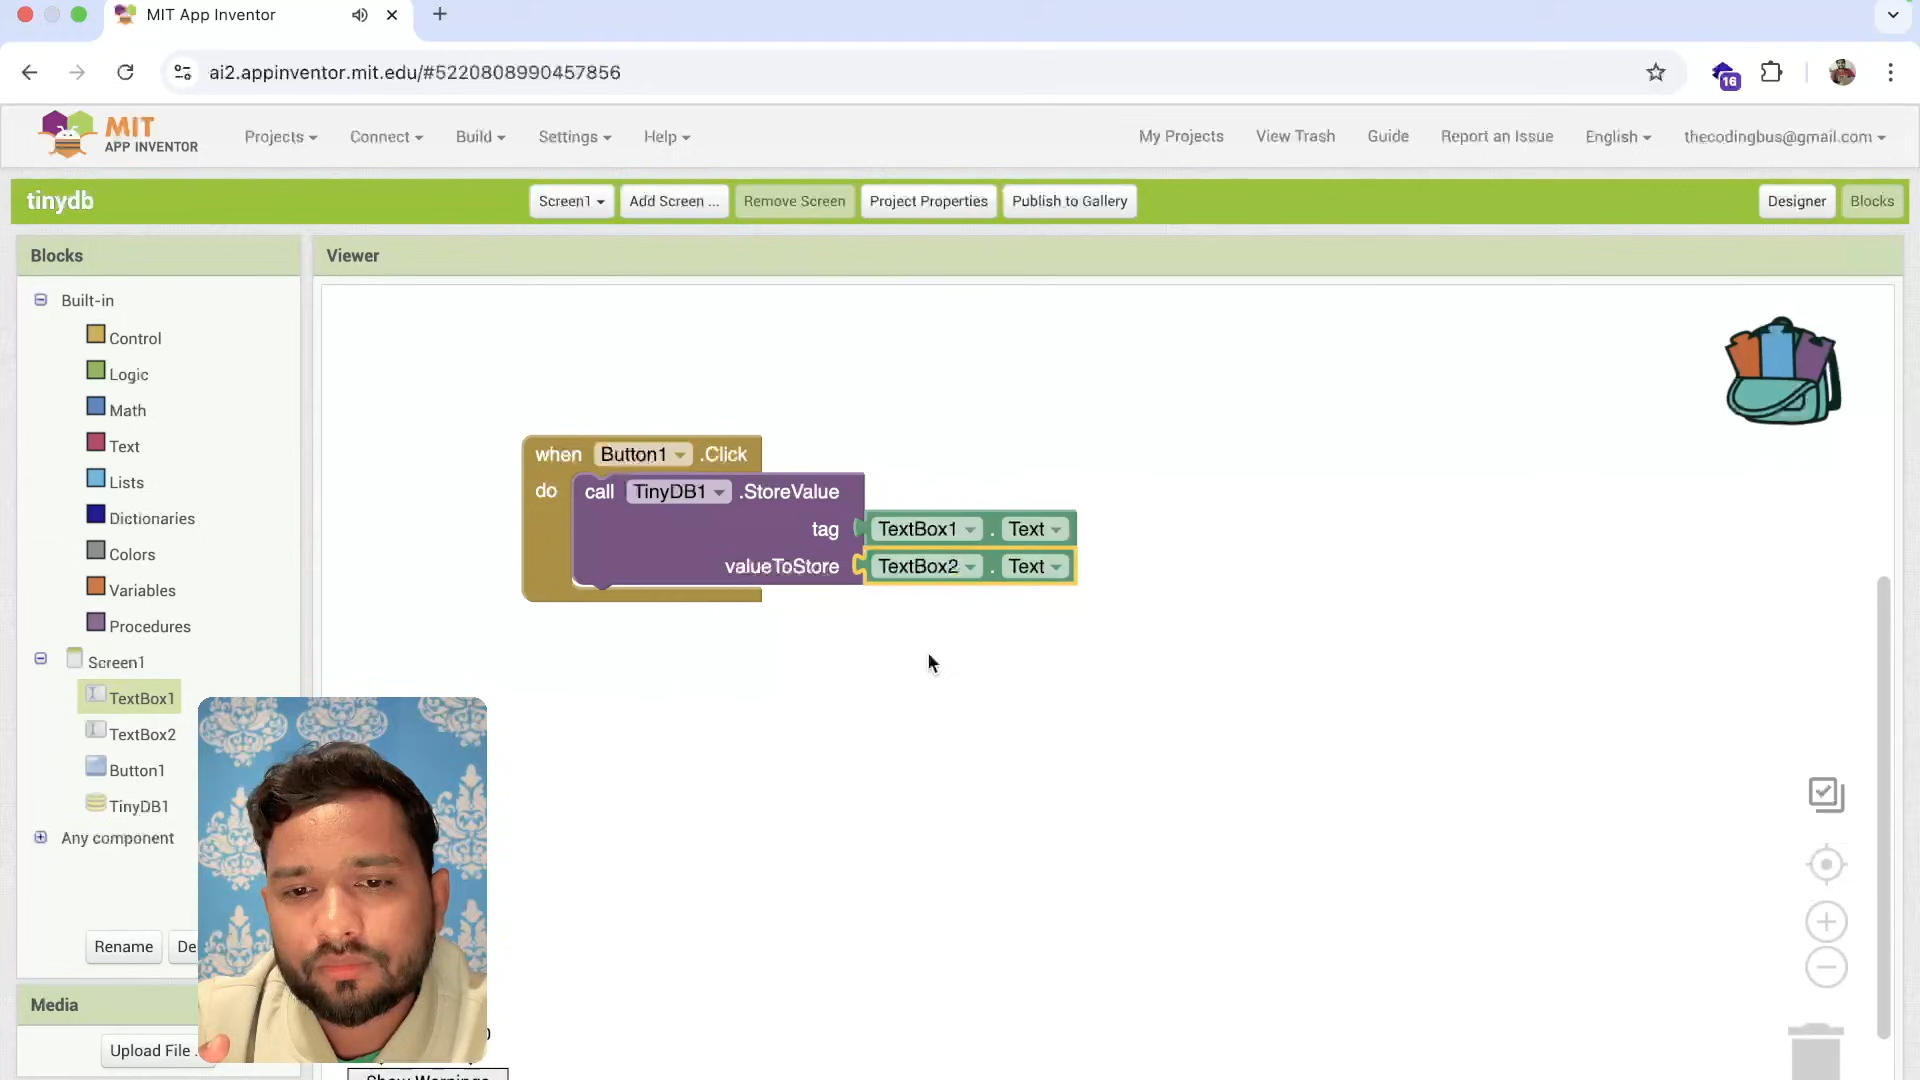 MIT App Inventor
ai2.appinventor.mit.edu/#5220808990457856
16
MIT
APP INVENTOR
Projects
Connect
Build
Settings
Help
My Projects
View Trash
Guide
Report an Issue
English
thecodingbus@gmail.com
tinydb
Screen1
Add Screen ...
Remove Screen
Project Properties
Publish to Gallery
Designer
Blocks
Blocks
Viewer
Built-in
Control
Logic
Math
Text
Lists
Dictionaries
Colors
Variables
Procedures
Screen1
TextBox1
TextBox2
Button1
TinyDB1
Any component
Rename
De
Media
Upload File .
when Button1 .Click
do call TinyDB1 .StoreValue
tag TextBox1 . Text
valueToStore TextBox2 . Text
Show Warnings